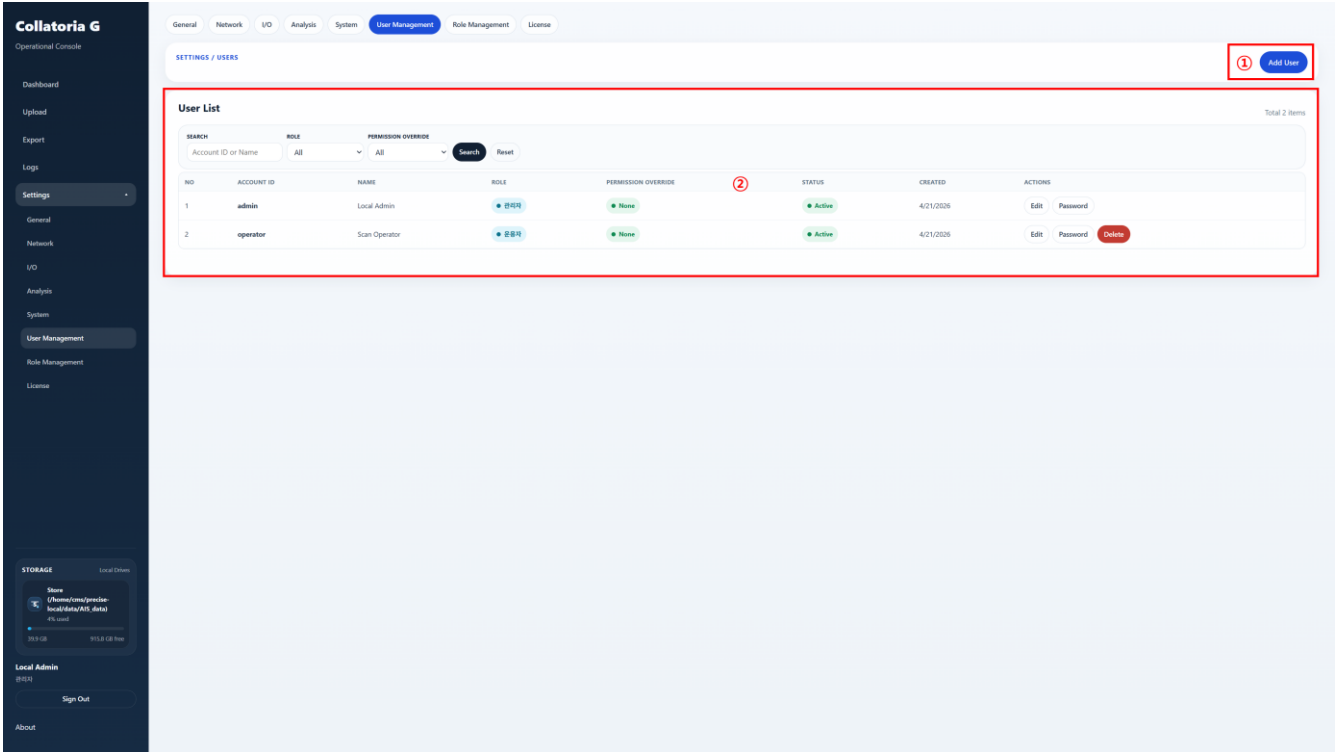 Collatoria G
Operational Console
Dashboard
Upload
Export
Logs
Settings
General
Network
I/O
Analysis
System
User Management
Role Management
License
STORAGE Local Drives
Store
(/home/cms/precise-
local/data/AIS_data)
4% used
39.9 GB 915.8 GB free
Local Admin
관리자
Sign Out
About
General Network I/O Analysis System User Management Role Management License
SETTINGS / USERS
① Add User
User List
Total 2 items
SEARCH ROLE PERMISSION OVERRIDE
Account ID or Name All All Search Reset
NO ACCOUNT ID NAME ROLE PERMISSION OVERRIDE ② STATUS CREATED ACTIONS
1 admin Local Admin 관리자 None Active 4/21/2026 Edit Password
2 operator Scan Operator 운용자 None Active 4/21/2026 Edit Password Delete